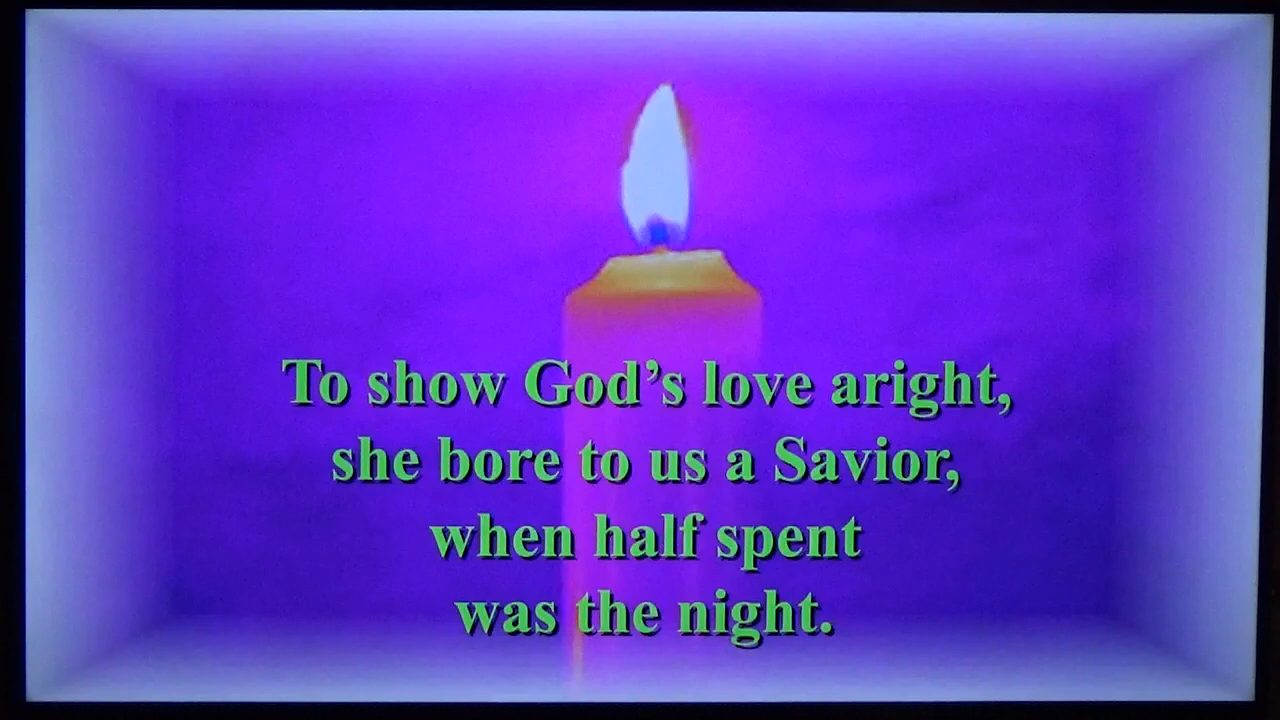 To show God’s love aright,
she bore to us a Savior,
when half spent
was the night.